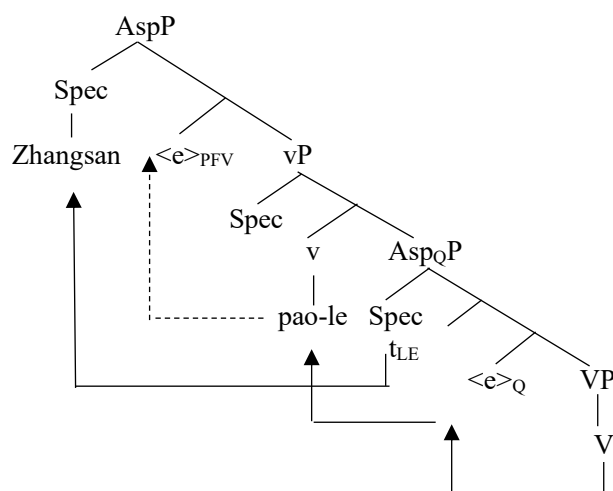 AspP
Spec
Zhangsan <e>PFV vP
Spec
v AspQP
pao-le Spec
tLE
<e>Q VP
V